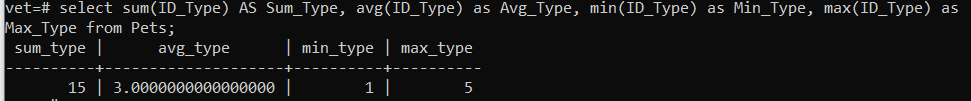 vet=# select sum(ID_Type) AS Sum_Type, avg(ID_Type) as Avg_Type, min(ID_Type) as Min_Type, max(ID_Type) as
Max_Type from Pets;
 sum_type |      avg_type      | min_type | max_type
----------+--------------------+----------+----------
       15 | 3.0000000000000000 |        1 |        5